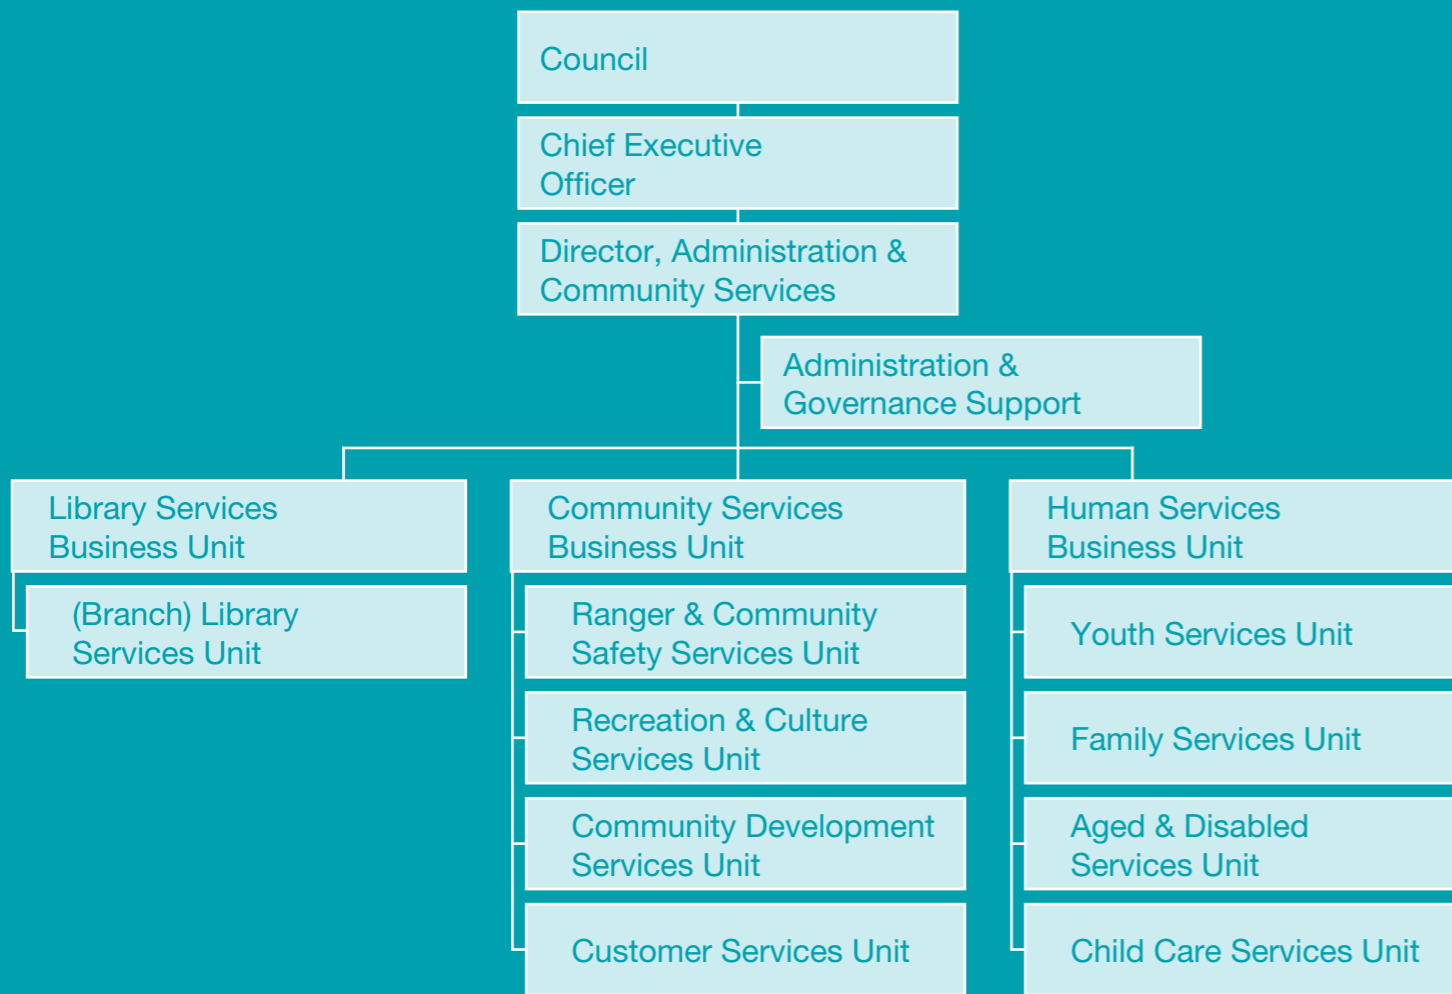 Council
Chief Executive
Officer
Director, Administration &
Community Services
Administration &
Governance Support
Library Services
Business Unit
(Branch) Library
Services Unit
Community Services
Business Unit
Ranger & Community
Safety Services Unit
Recreation & Culture
Services Unit
Community Development
Services Unit
Customer Services Unit
Human Services
Business Unit
Youth Services Unit
Family Services Unit
Aged & Disabled
Services Unit
Child Care Services Unit